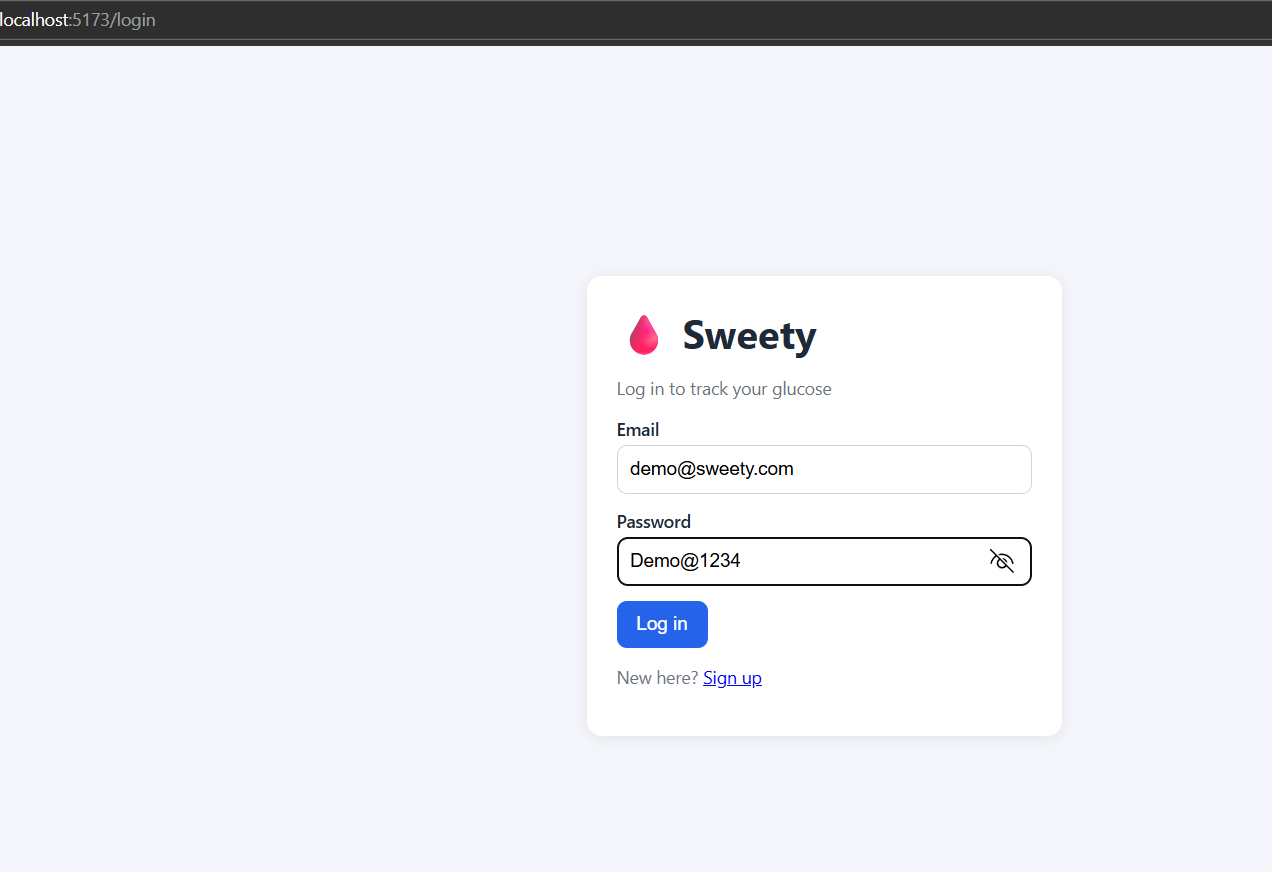 localhost:5173/login
Sweety
Log in to track your glucose
Email
demo@sweety.com
Password
Demo@1234
Log in
New here? Sign up